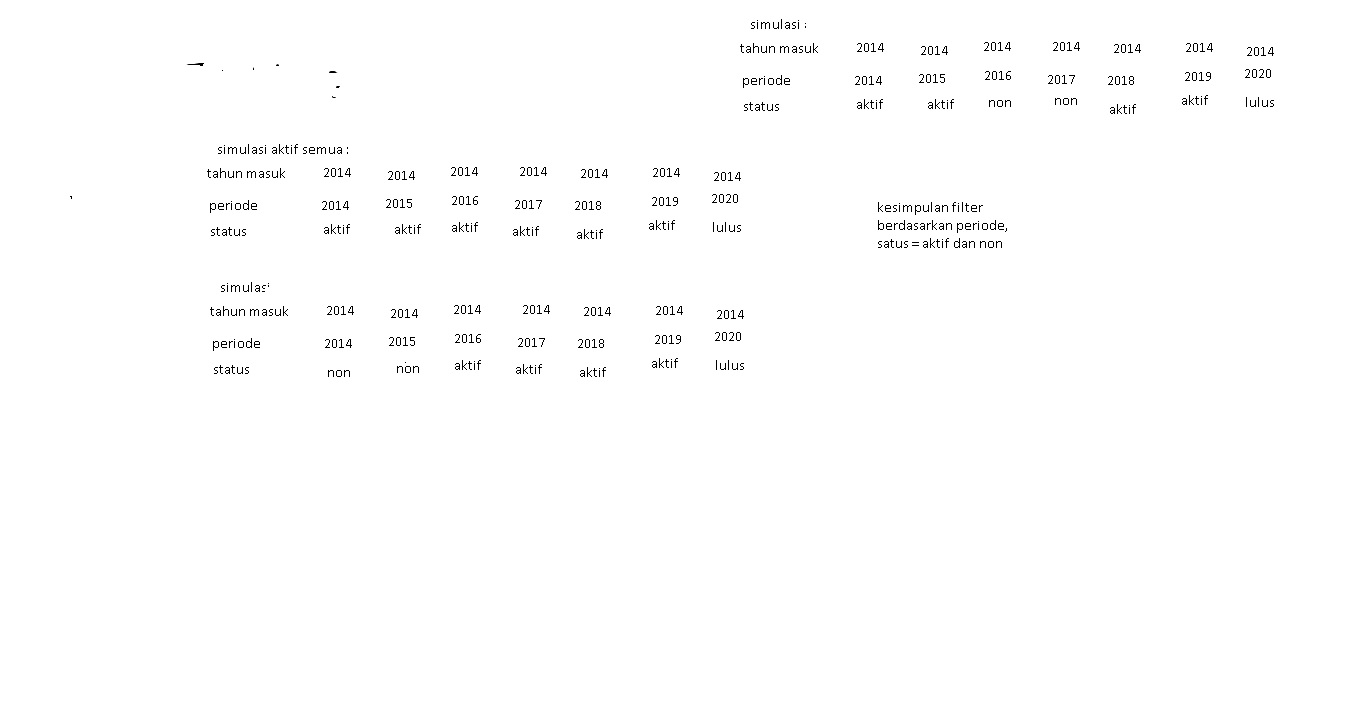 simulasi :
tahun masuk 2014 2014 2014 2014 2014 2014 2014
periode 2014 2015 2016 2017 2018 2019 2020
status aktif aktif non non aktif aktif lulus
simulasi aktif semua :
tahun masuk 2014 2014 2014 2014 2014 2014 2014
periode 2014 2015 2016 2017 2018 2019 2020
status aktif aktif aktif aktif aktif aktif lulus
kesimpulan filter
berdasarkan periode,
satus = aktif dan non
simulasi
tahun masuk 2014 2014 2014 2014 2014 2014 2014
periode 2014 2015 2016 2017 2018 2019 2020
status non non aktif aktif aktif aktif lulus